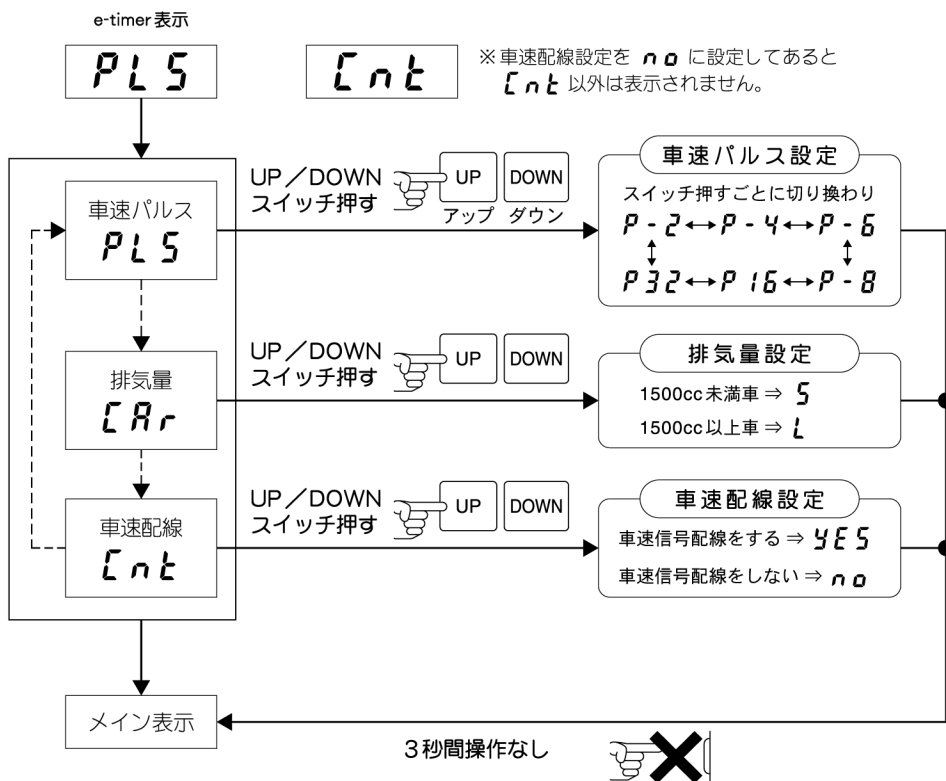 e-timer表示
PLS
Cnt
※車速配線設定を no に設定してあると
Cnt 以外は表示されません。
車速パルス
PLS
UP/DOWN
スイッチ押す
UP
DOWN
アップ
ダウン
車速パルス設定
スイッチ押すごとに切り換わり
P-2↔P-4↔P-6
↕ ↕
P32↔P16↔P-8
排気量
CAr
UP/DOWN
スイッチ押す
UP
DOWN
排気量設定
1500cc未満車⇒ S
1500cc以上車⇒ L
車速配線
Cnt
UP/DOWN
スイッチ押す
UP
DOWN
車速配線設定
車速信号配線をする⇒ YES
車速信号配線をしない⇒ no
メイン表示
3秒間操作なし